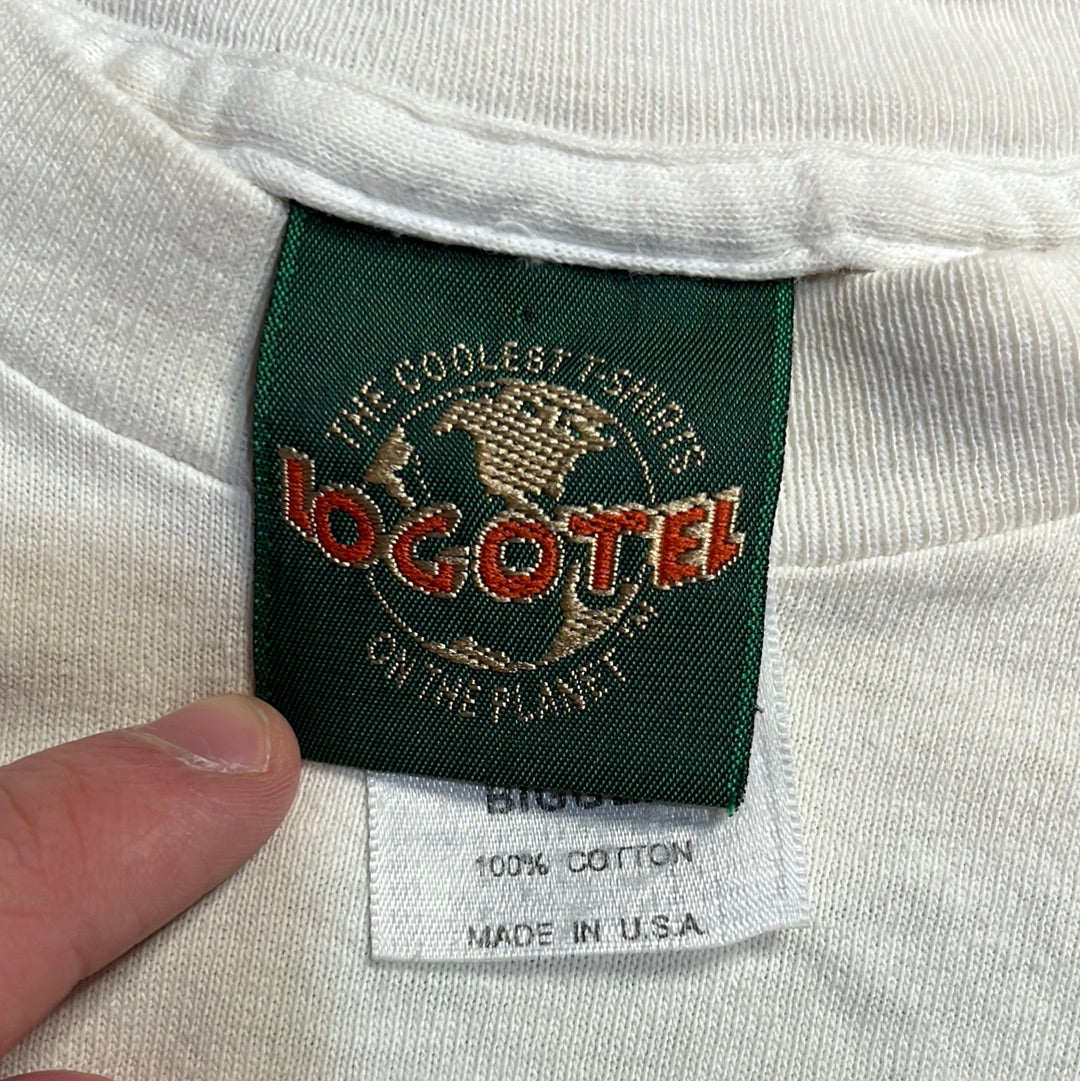 THE COOLEST T-SHIRTS
LOGOTEL
ON THE PLANET
100% COTTON
MADE IN U.S.A